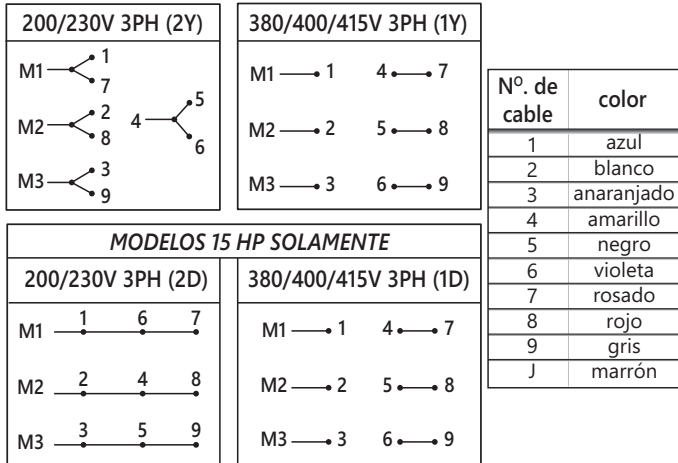 200/230V 3PH (2Y)
M1 1 7
M2 2 8
M3 3 9
4 5 6
380/400/415V 3PH (1Y)
M1 1 4 7
M2 2 5 8
M3 3 6 9
MODELOS 15 HP SOLAMENTE
200/230V 3PH (2D)
M1 1 6 7
M2 2 4 8
M3 3 5 9
380/400/415V 3PH (1D)
M1 1 4 7
M2 2 5 8
M3 3 6 9
Nº. de cable color
1 azul
2 blanco
3 anaranjado
4 amarillo
5 negro
6 violeta
7 rosado
8 rojo
9 gris
J marrón